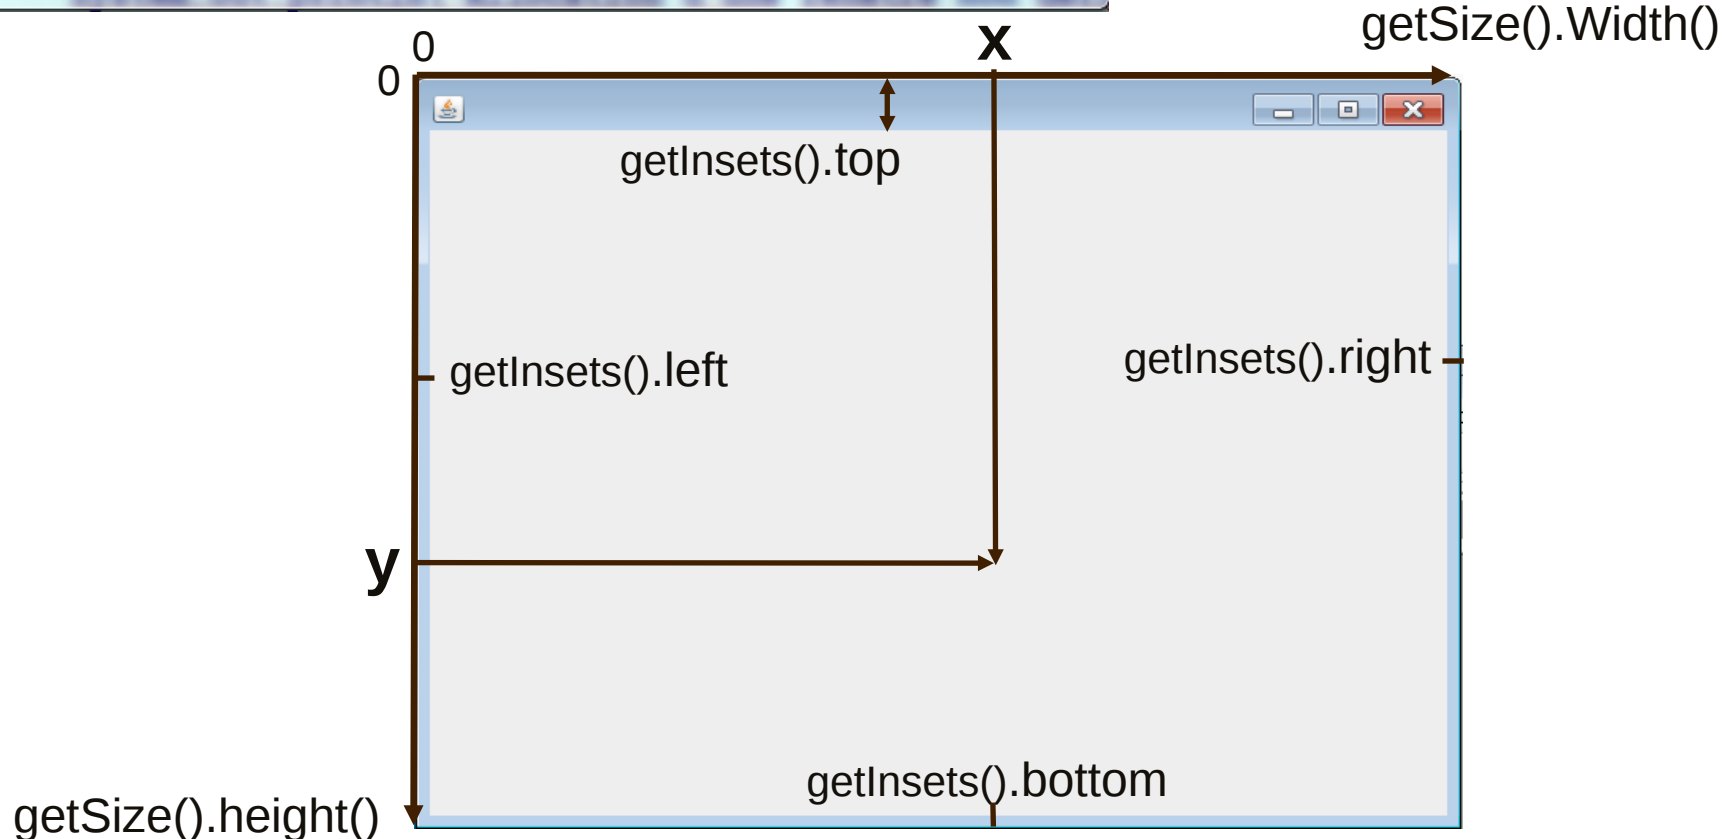 getSize().Width()
0
x
0
getInsets().top
getInsets().left
getInsets().right
y
getInsets().bottom
getSize().height()